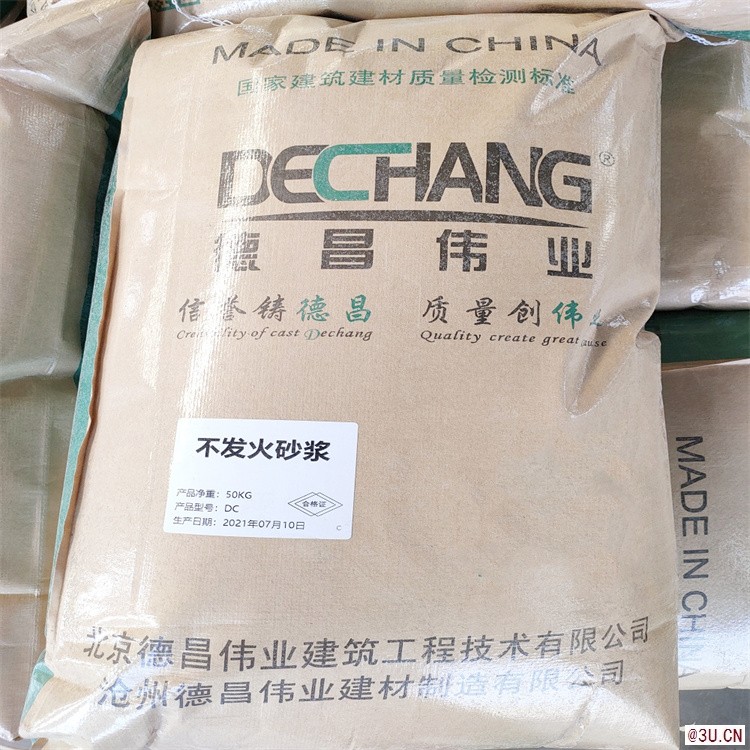 MADE IN CHINA
国家建筑建材质量检测标准
DECHANG®
德昌伟业
信誉铸德昌 质量创伟业
of cast Dechang Quality create great cause
不发火砂浆
产品净重：50KG
产品型号：DC
合格证
生产日期：2021年07月10日
C
北京德昌伟业建筑工程技术有限公司
沧州德昌伟业建材制造有限公司
MADE IN CHINA
@3U.CN